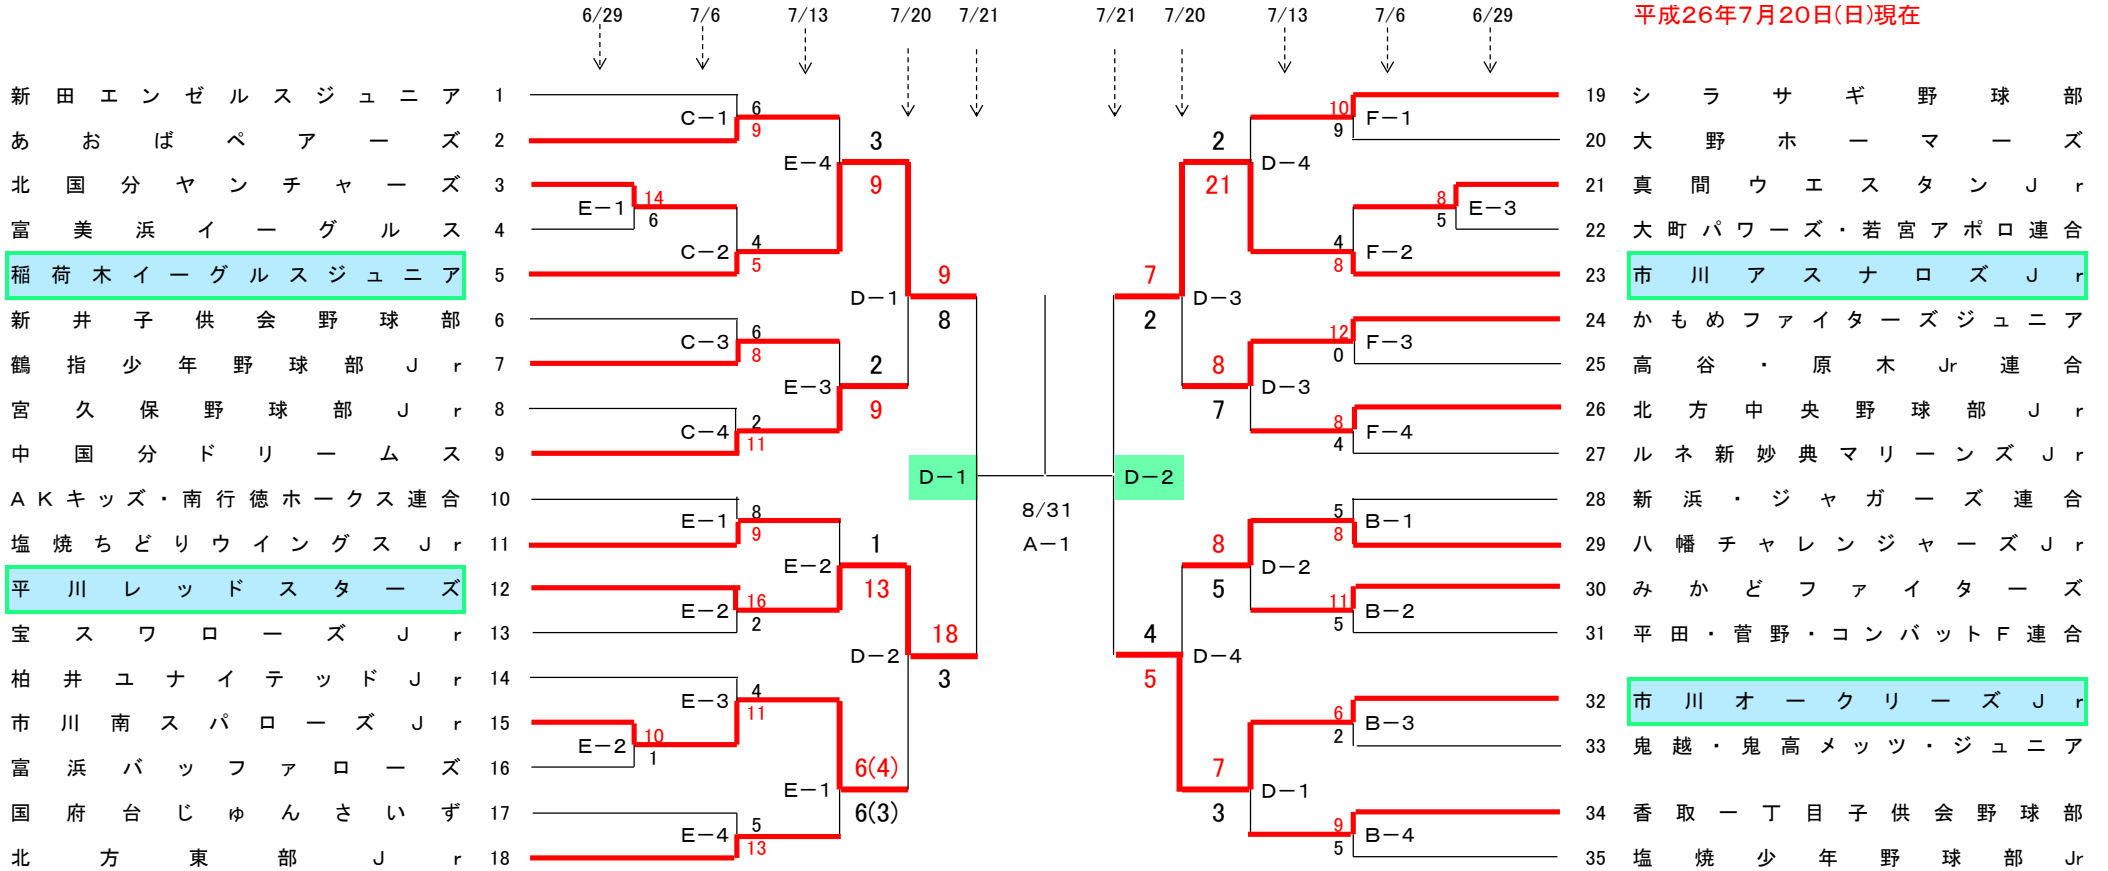 6/29 7/6 7/13 7/20 7/21 7/21 7/20 7/13 7/6 6/29 平成26年7月20日(日)現在
新田エンゼルスジュニア 1
あおばベアーズ 2
北国分ヤンチャーズ 3
富美浜イーグルス 4
稲荷木イーグルスジュニア 5
新井子供会野球部 6
鶴指少年野球部Jr 7
宮久保野球部Jr 8
中国分ドリームス 9
AKキッズ・南行徳ホークス連合 10
塩焼ちどりウイングスJr 11
平川レッドスターズ 12
宝スワローズJr 13
柏井ユナイテッドJr 14
市川南スパローズJr 15
富浜バッファローズ 16
国府台じゅんさいず 17
北方東部Jr 18
E-1 14 6
E-2 10 1
C-1 6 9
C-2 4 5
C-3 6 8
C-4 2 11
E-1 8 9
E-2 16 2
E-3 4 11
E-4 5 13
E-4 3 9
E-3 2 9
E-2 1 13
E-1 6(4) 6(3)
D-1 9 8
D-2 18 3
D-1
8/31
A-1
D-2
7 2 D-3
4 5 D-4
2 21 D-4
8 7 D-3
8 5 D-2
7 3 D-1
10 9 F-1
4 8 F-2
12 0 F-3
8 4 F-4
5 8 B-1
11 5 B-2
6 2 B-3
9 5 B-4
8 5 E-3
19 シラサギ野球部
20 大野ホーマーズ
21 真間ウエスタンJr
22 大町パワーズ・若宮アポロ連合
23 市川アスナロズJr
24 かもめファイターズジュニア
25 高谷・原木Jr連合
26 北方中央野球部Jr
27 ルネ新妙典マリーンズJr
28 新浜・ジャガーズ連合
29 八幡チャレンジャーズJr
30 みかどファイターズ
31 平田・菅野・コンバットF連合
32 市川オークリーズJr
33 鬼越・鬼高メッツ・ジュニア
34 香取一丁目子供会野球部
35 塩焼少年野球部Jr